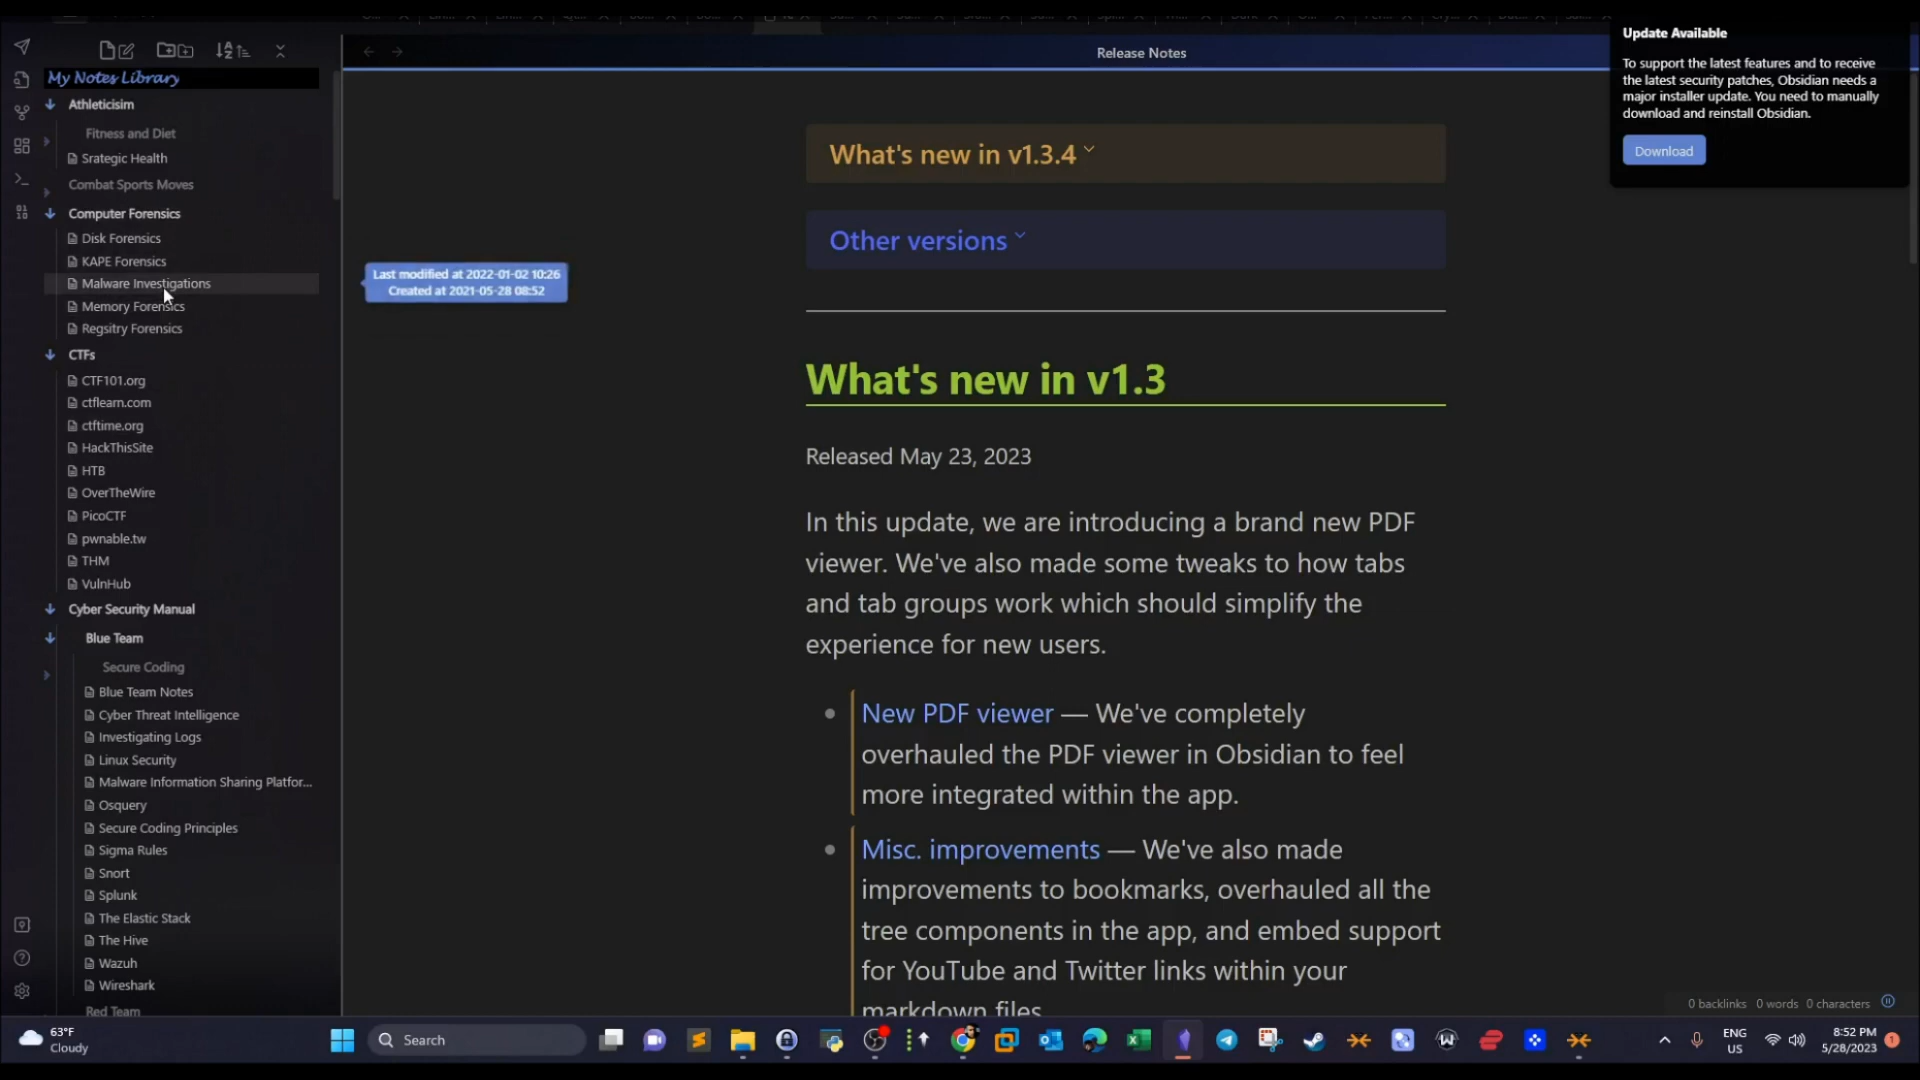 Release Notes
Update Available
To support the latest features and to receive
the latest security patches, Obsidian needs a
major installer update. You need to manually
download and reinstall Obsidian.
Download
My Notes Library
Athleticisim
Fitness and Diet
Srategic Health
Combat Sports Moves
Computer Forensics
Disk Forensics
KAPE Forensics
Malware Investigations
Memory Forensics
Regsitry Forensics
CTFs
CTF101.org
ctflearn.com
ctftime.org
HackThisSite
HTB
OverTheWire
PicoCTF
pwnable.tw
THM
VulnHub
Cyber Security Manual
Blue Team
Secure Coding
Blue Team Notes
Cyber Threat Intelligence
Investigating Logs
Linux Security
Malware Information Sharing Platfor...
Osquery
Secure Coding Principles
Sigma Rules
Snort
Splunk
The Elastic Stack
The Hive
Wazuh
Wireshark
Red Team
Last modified at 2022-01-02 10:26
Created at 2021-05-28 08:52
What's new in v1.3.4
Other versions
What's new in v1.3
Released May 23, 2023
In this update, we are introducing a brand new PDF
viewer. We've also made some tweaks to how tabs
and tab groups work which should simplify the
experience for new users.
New PDF viewer — We've completely
overhauled the PDF viewer in Obsidian to feel
more integrated within the app.
Misc. improvements — We've also made
improvements to bookmarks, overhauled all the
tree components in the app, and embed support
for YouTube and Twitter links within your
markdown files.
0 backlinks 0 words 0 characters
63°F
Cloudy
Search
ENG
US
8:52 PM
5/28/2023
1